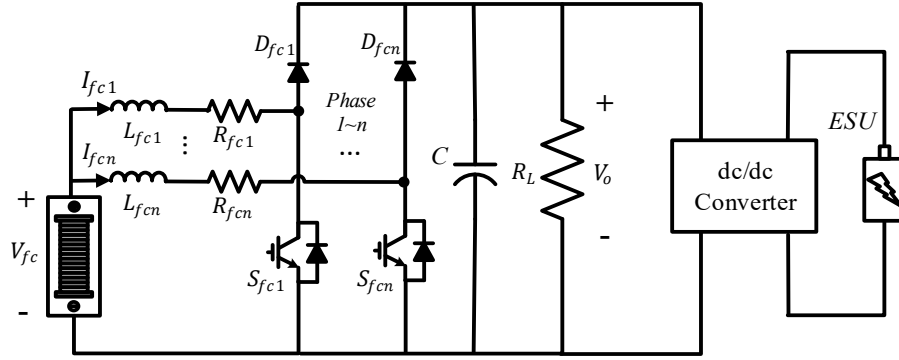 D_{fc1}
D_{fcn}
I_{fc1}
Phase
1~n
...
L_{fc1}
⋮
R_{fc1}
I_{fcn}
L_{fcn}
R_{fcn}
+
V_{fc}
-
S_{fc1}
S_{fcn}
C
R_L
+
V_o
-
dc/dc
Converter
ESU